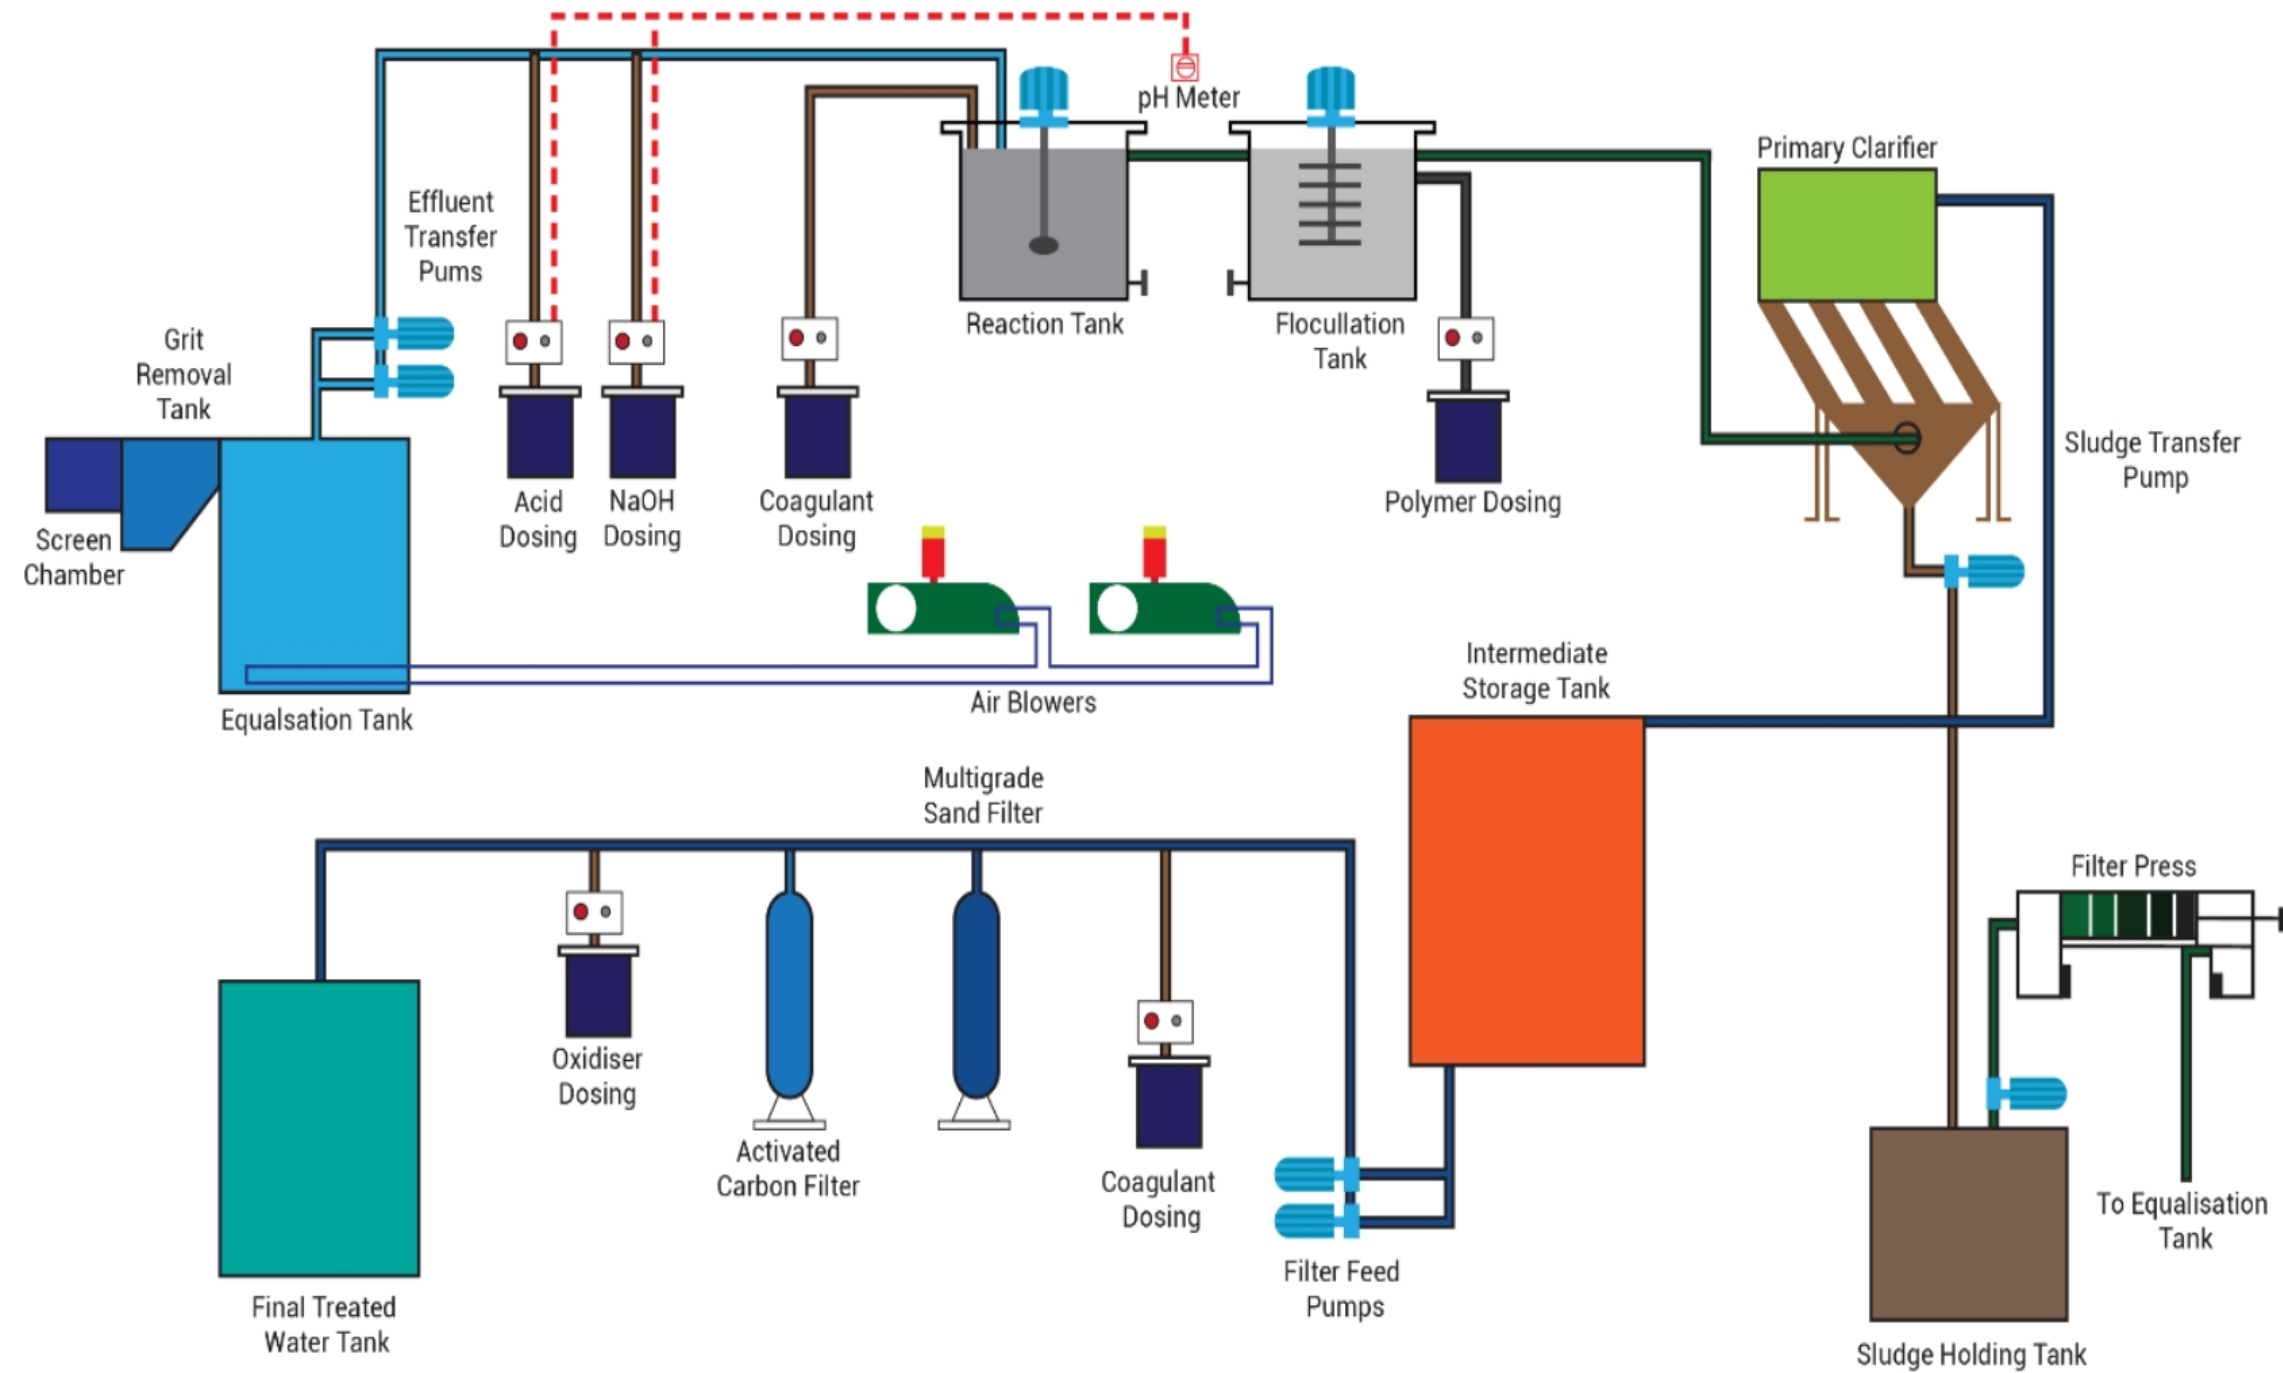 pH Meter
Primary Clarifier
Effluent
Transfer
Pums
Grit
Removal
Tank
Reaction Tank
Flocullation
Tank
Sludge Transfer
Pump
Screen
Chamber
Acid
Dosing
NaOH
Dosing
Coagulant
Dosing
Polymer Dosing
Equalsation Tank
Air Blowers
Intermediate
Storage Tank
Multigrade
Sand Filter
Filter Press
Oxidiser
Dosing
Activated
Carbon Filter
Coagulant
Dosing
To Equalisation
Tank
Filter Feed
Pumps
Final Treated
Water Tank
Sludge Holding Tank